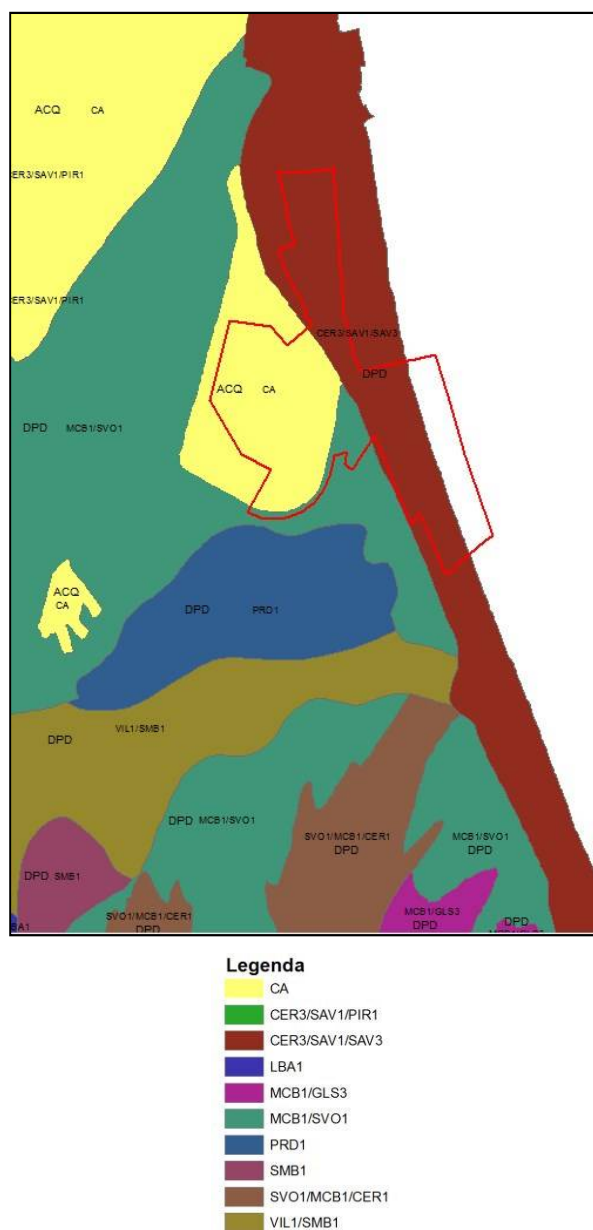 ACQ CA
CER3/SAV1/PIR1
CER3/SAV1/PIR1
CER3/SAV1/SAV3
DPD
ACQ CA
DPD MCB1/SVO1
ACQ
CA
DPD PRD1
DPD VIL1/SMB1
DPD MCB1/SVO1
SVO1/MCB1/CER1
DPD
MCB1/SVO1
DPD
DPD SMB1
SVO1/MCB1/CER1
DPD
MCB1/GLS3
DPD
DPD
BA1
Legenda
CA
CER3/SAV1/PIR1
CER3/SAV1/SAV3
LBA1
MCB1/GLS3
MCB1/SVO1
PRD1
SMB1
SVO1/MCB1/CER1
VIL1/SMB1